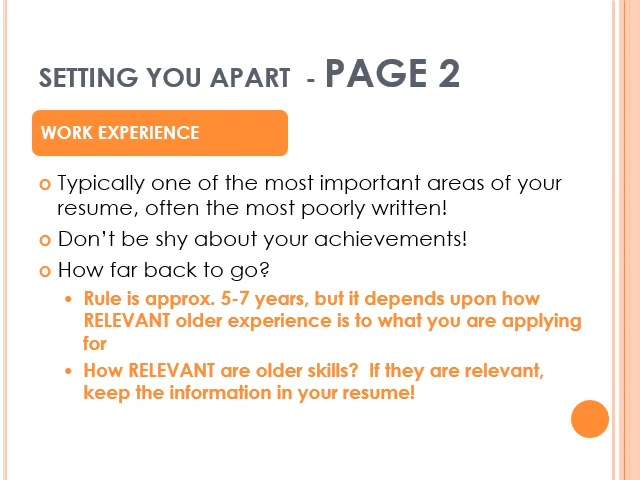 SETTING YOU APART - PAGE 2
WORK EXPERIENCE
Typically one of the most important areas of your
resume, often the most poorly written!
Don't be shy about your achievements!
How far back to go?
Rule is approx. 5-7 years, but it depends upon how
RELEVANT older experience is to what you are applying
for
How RELEVANT are older skills? If they are relevant,
keep the information in your resume!